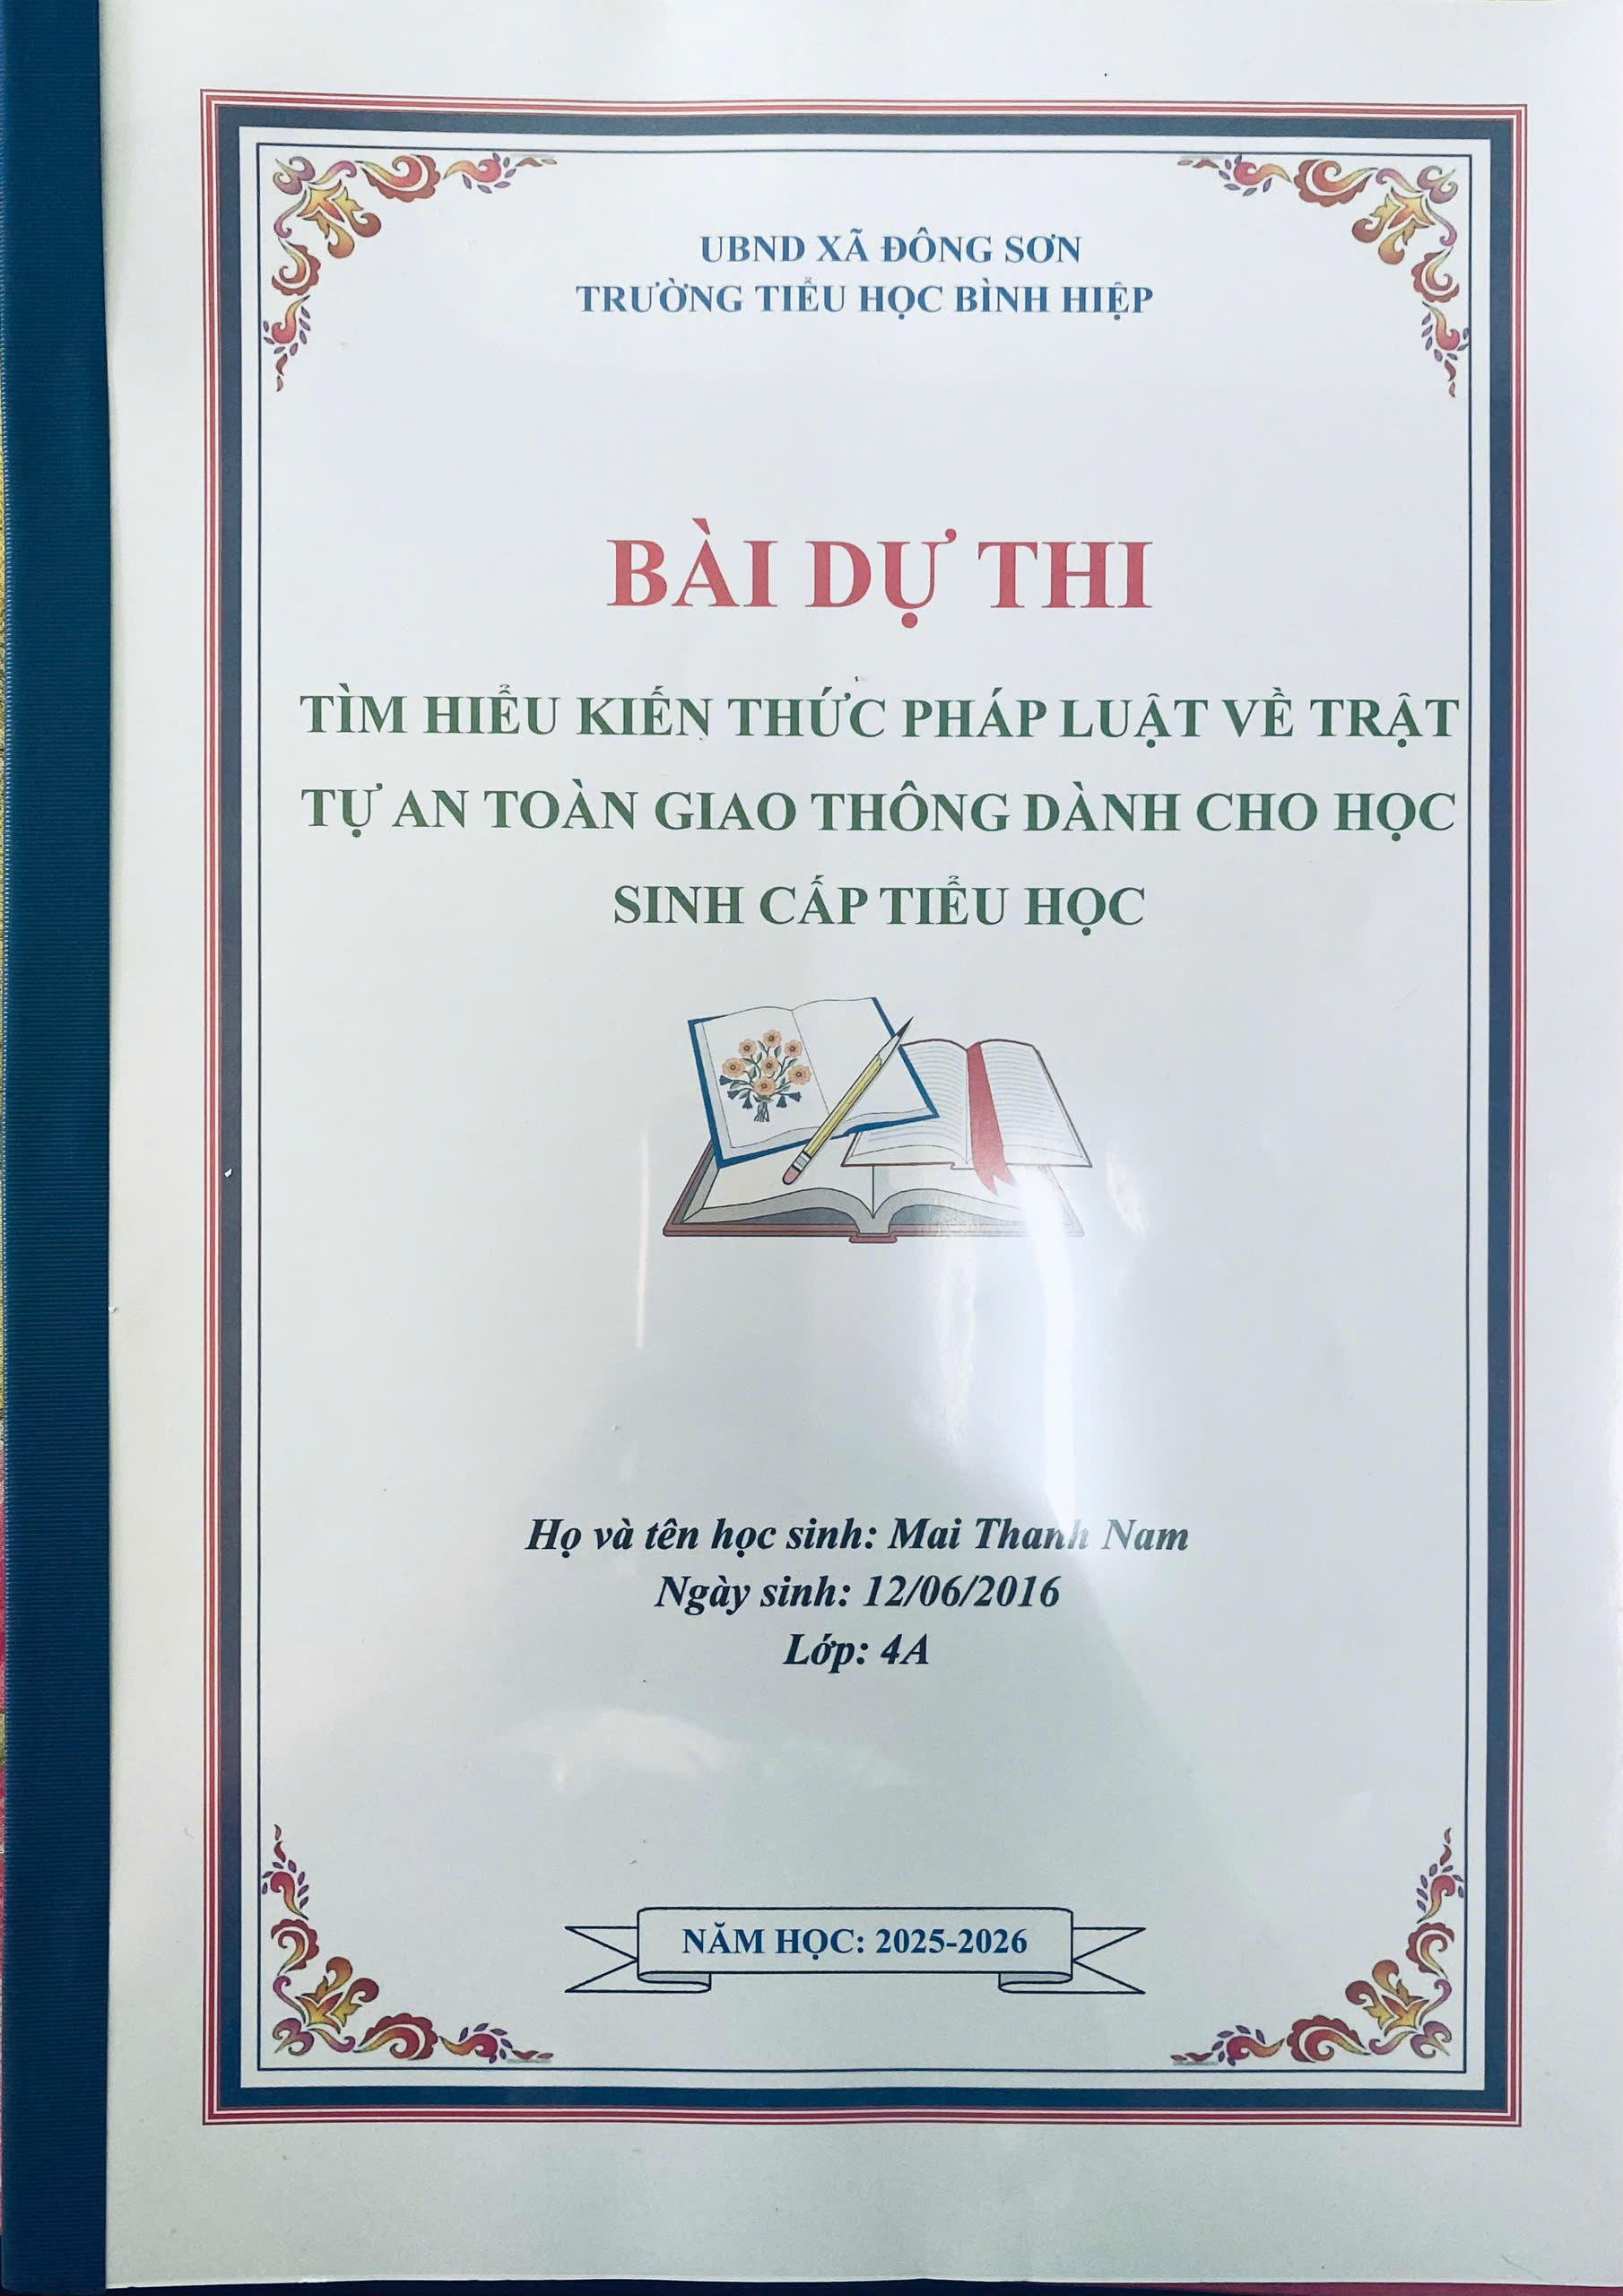 UBND XÃ ĐÔNG SƠN
TRƯỜNG TIỂU HỌC BÌNH HIỆP
BÀI DỰ THI
TÌM HIỂU KIẾN THỨC PHÁP LUẬT VỀ TRẬT
TỰ AN TOÀN GIAO THÔNG DÀNH CHO HỌC
SINH CẤP TIỂU HỌC
Họ và tên học sinh: Mai Thanh Nam
Ngày sinh: 12/06/2016
Lớp: 4A
NĂM HỌC: 2025-2026